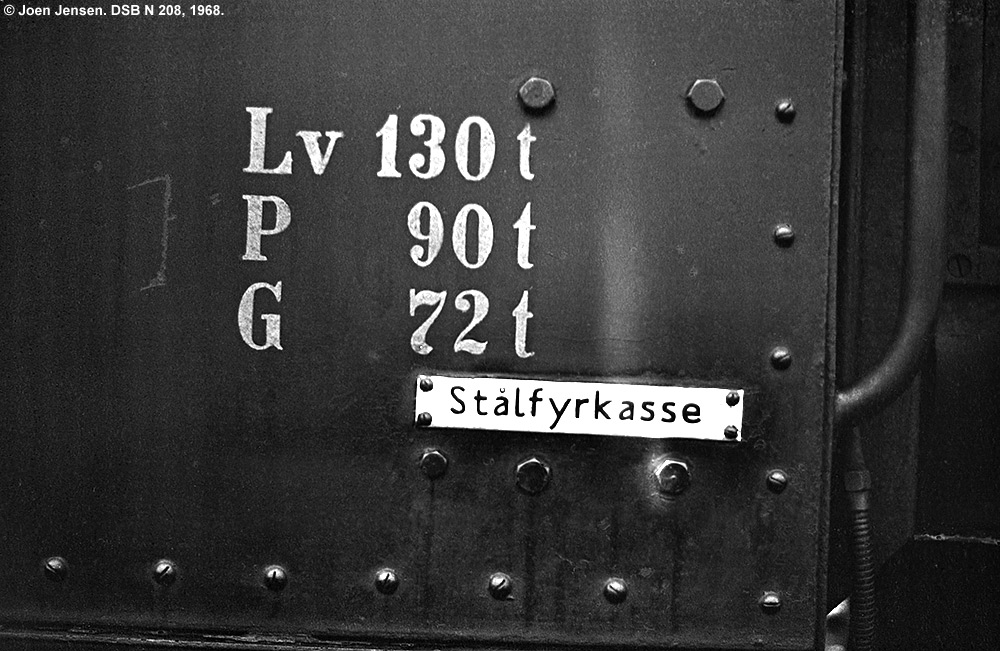 © Joen Jensen. DSB N 208, 1968.
Lv 130 t
P 90 t
G 72 t
Stålfyrkasse